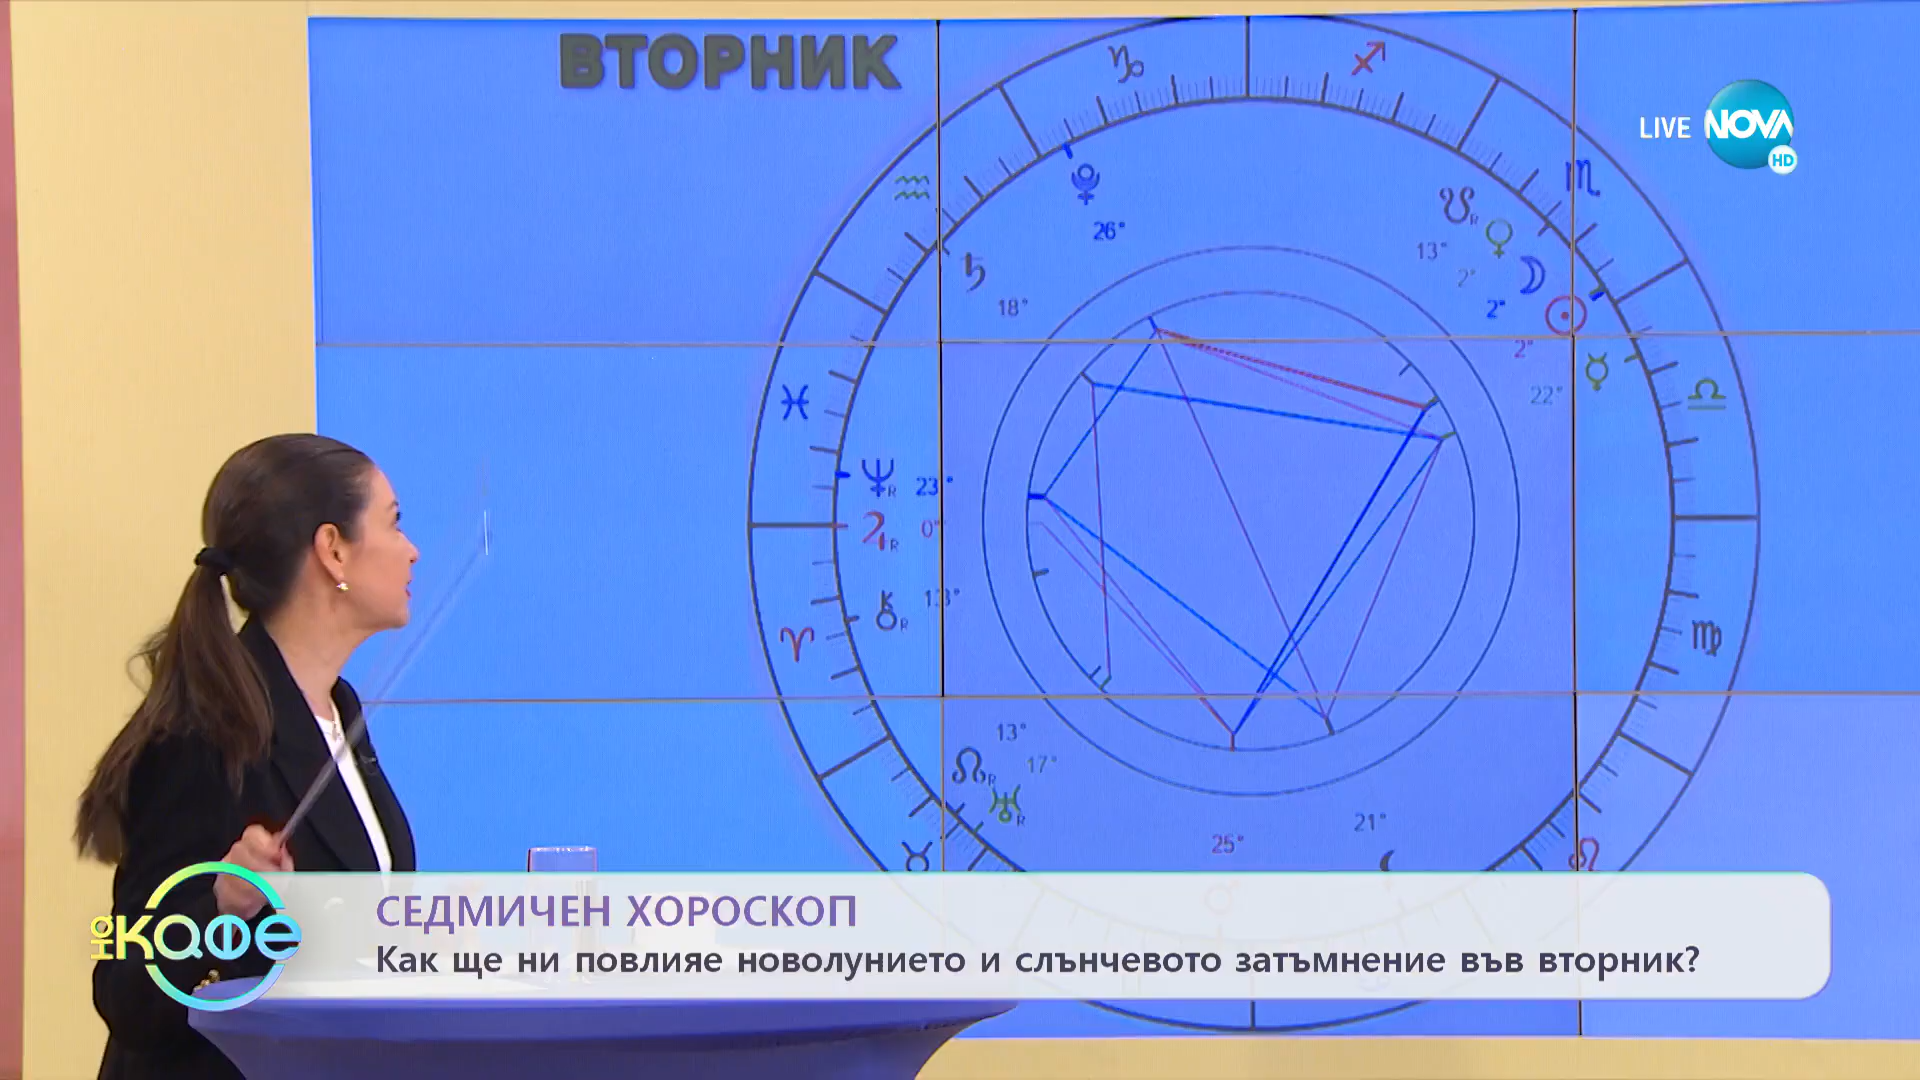 ВТОРНИК
LIVE NOVA
HD
26°
13°
2°
2°
2°
22°
18°
R
R
23°
R
0°
R
13°
R
13°
17°
R
R
21°
25°
СЕДМИЧЕН ХОРОСКОП
на кафе
Как ще ни повлияе новолунието и слънчевото затъмнение във вторник?